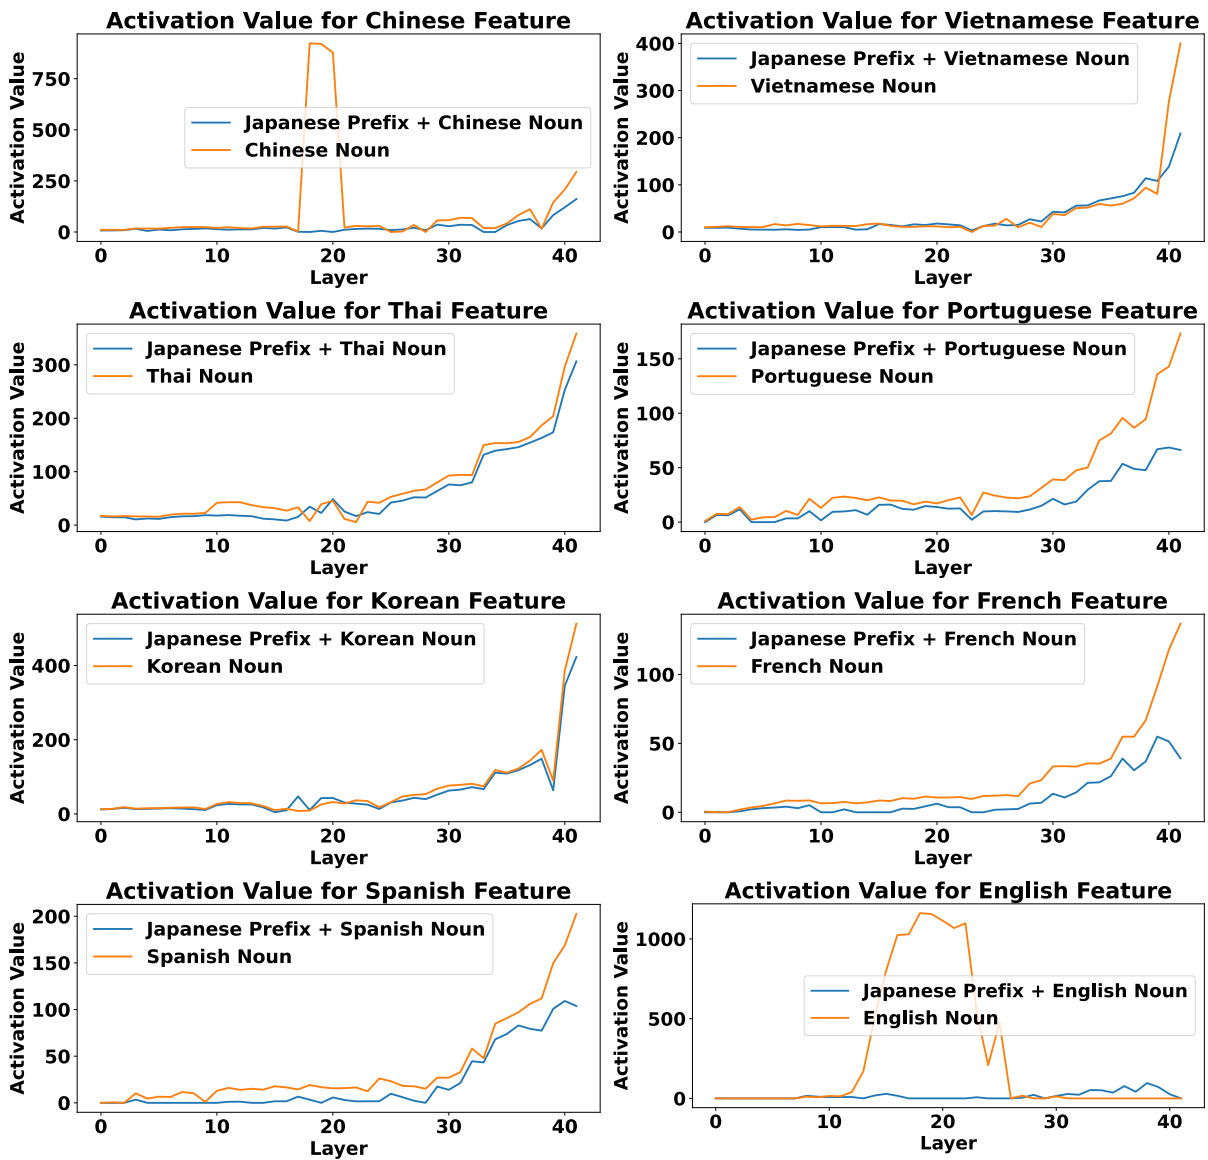 Activation Value for Chinese Feature
Activation Value
750
500
250
0
Japanese Prefix + Chinese Noun
Chinese Noun
0 10 20 30 40
Layer
Activation Value for Vietnamese Feature
Activation Value
400
300
200
100
0
Japanese Prefix + Vietnamese Noun
Vietnamese Noun
0 10 20 30 40
Layer
Activation Value for Thai Feature
Activation Value
300
200
100
0
Japanese Prefix + Thai Noun
Thai Noun
0 10 20 30 40
Layer
Activation Value for Portuguese Feature
Activation Value
150
100
50
0
Japanese Prefix + Portuguese Noun
Portuguese Noun
0 10 20 30 40
Layer
Activation Value for Korean Feature
Activation Value
400
200
0
Japanese Prefix + Korean Noun
Korean Noun
0 10 20 30 40
Layer
Activation Value for French Feature
Activation Value
100
50
0
Japanese Prefix + French Noun
French Noun
0 10 20 30 40
Layer
Activation Value for Spanish Feature
Activation Value
200
150
100
50
0
Japanese Prefix + Spanish Noun
Spanish Noun
0 10 20 30 40
Layer
Activation Value for English Feature
Activation Value
1000
500
0
Japanese Prefix + English Noun
English Noun
0 10 20 30 40
Layer